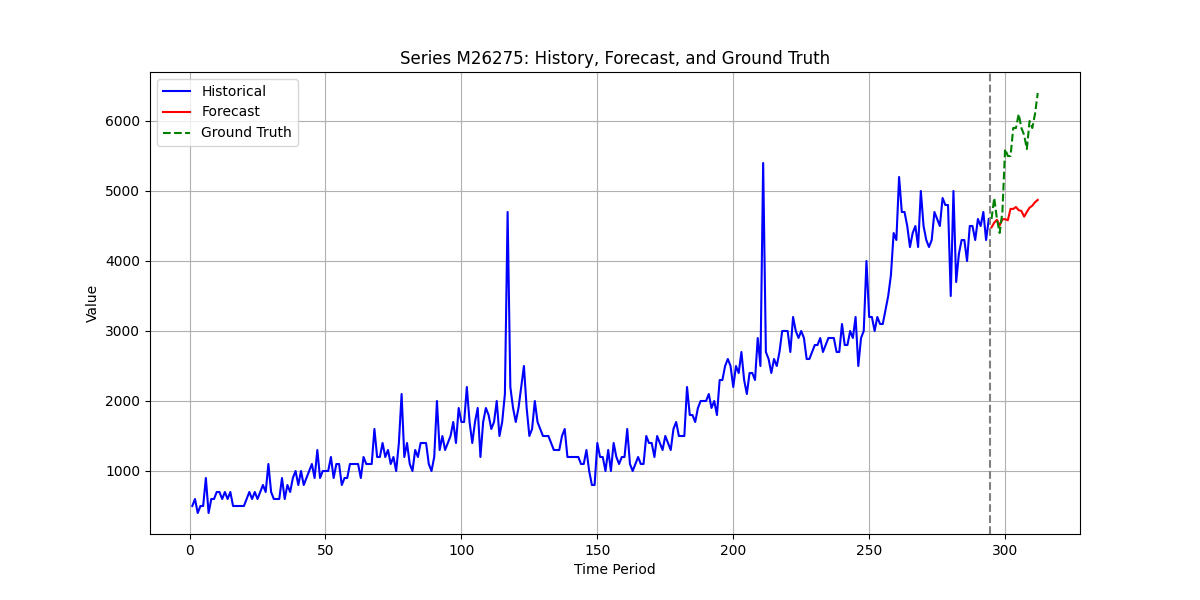 Series M26275: History, Forecast, and Ground Truth
Historical
Forecast
Ground Truth
6000
5000
4000
3000
2000
1000
Value
0 50 100 150 200 250 300
Time Period